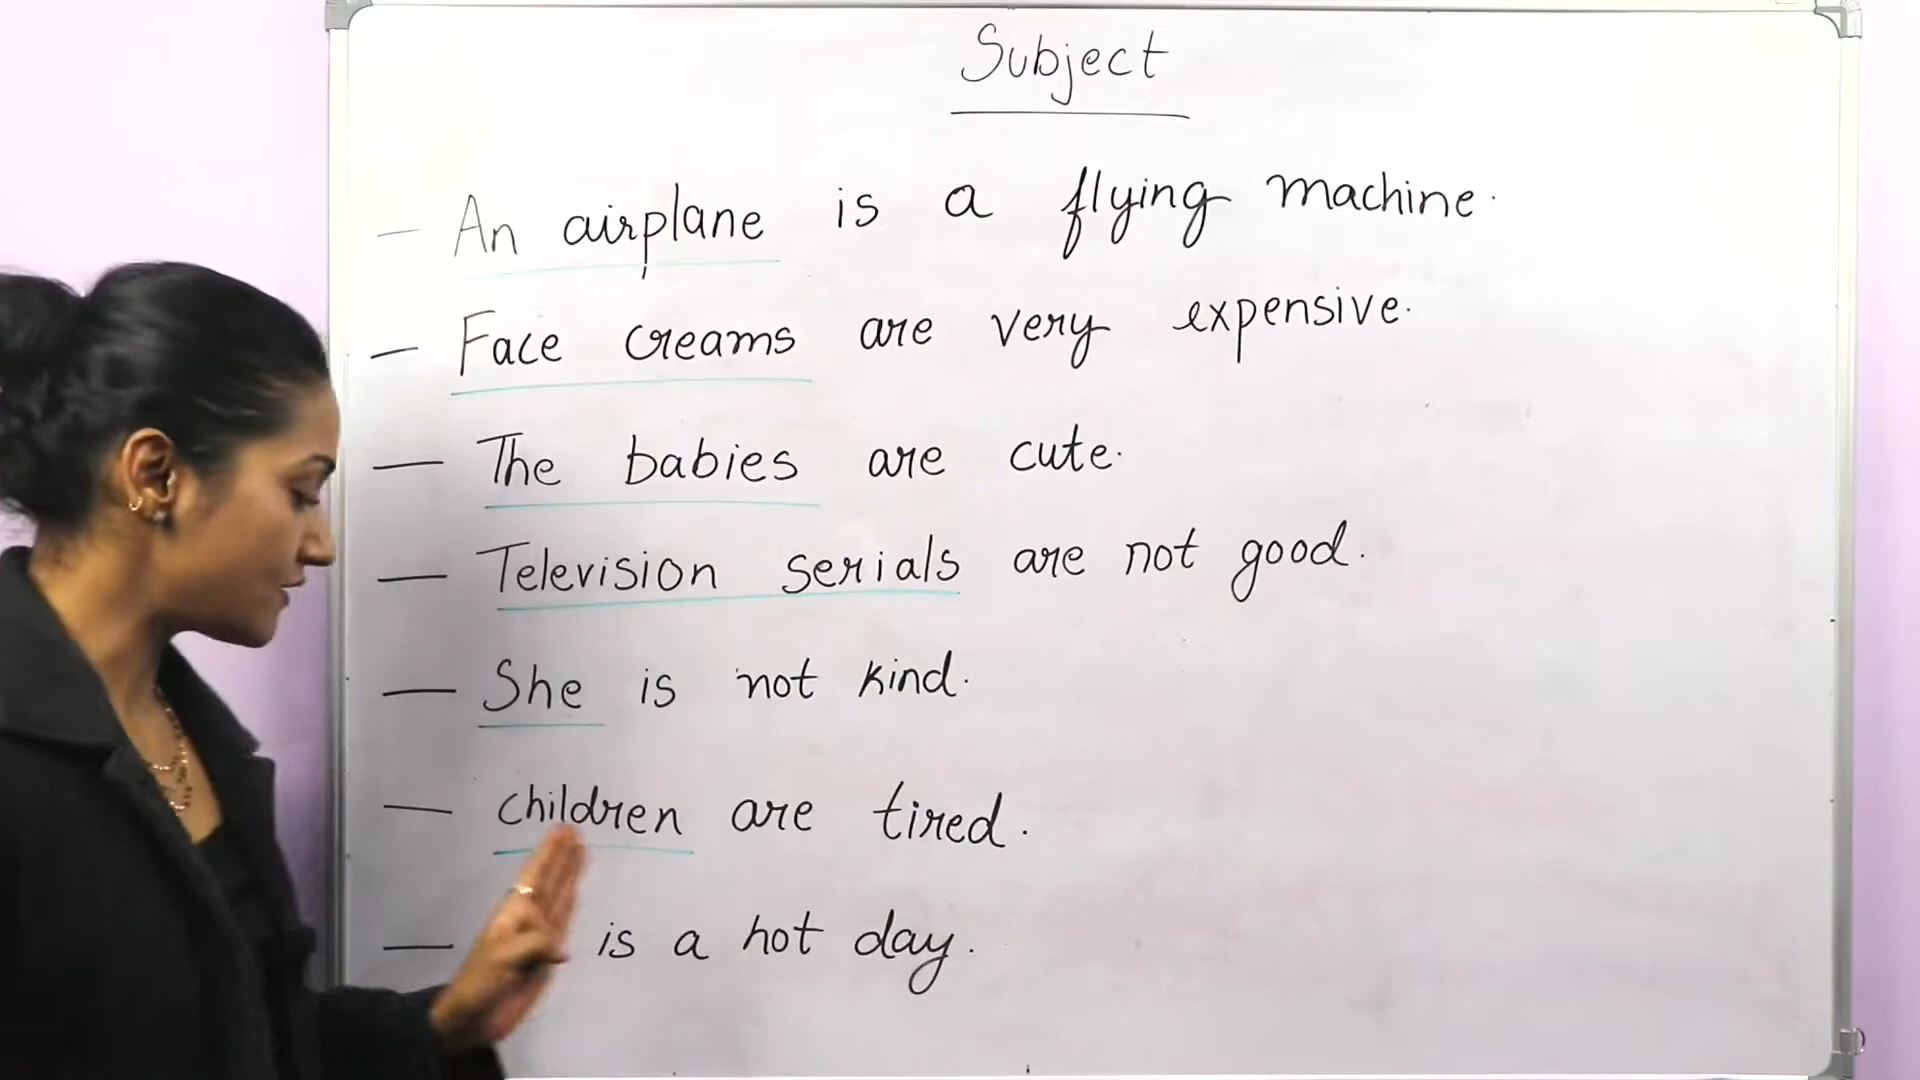 Subject
— An airplane is a flying machine.
— Face creams are very expensive.
— The babies are cute.
— Television serials are not good.
— She is not kind.
— children are tired.
— is a hot day.